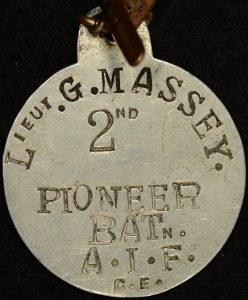 LIEUT. G. MASSEY.
2ND
PIONEER
BATN.
A.I.F.
C.E.